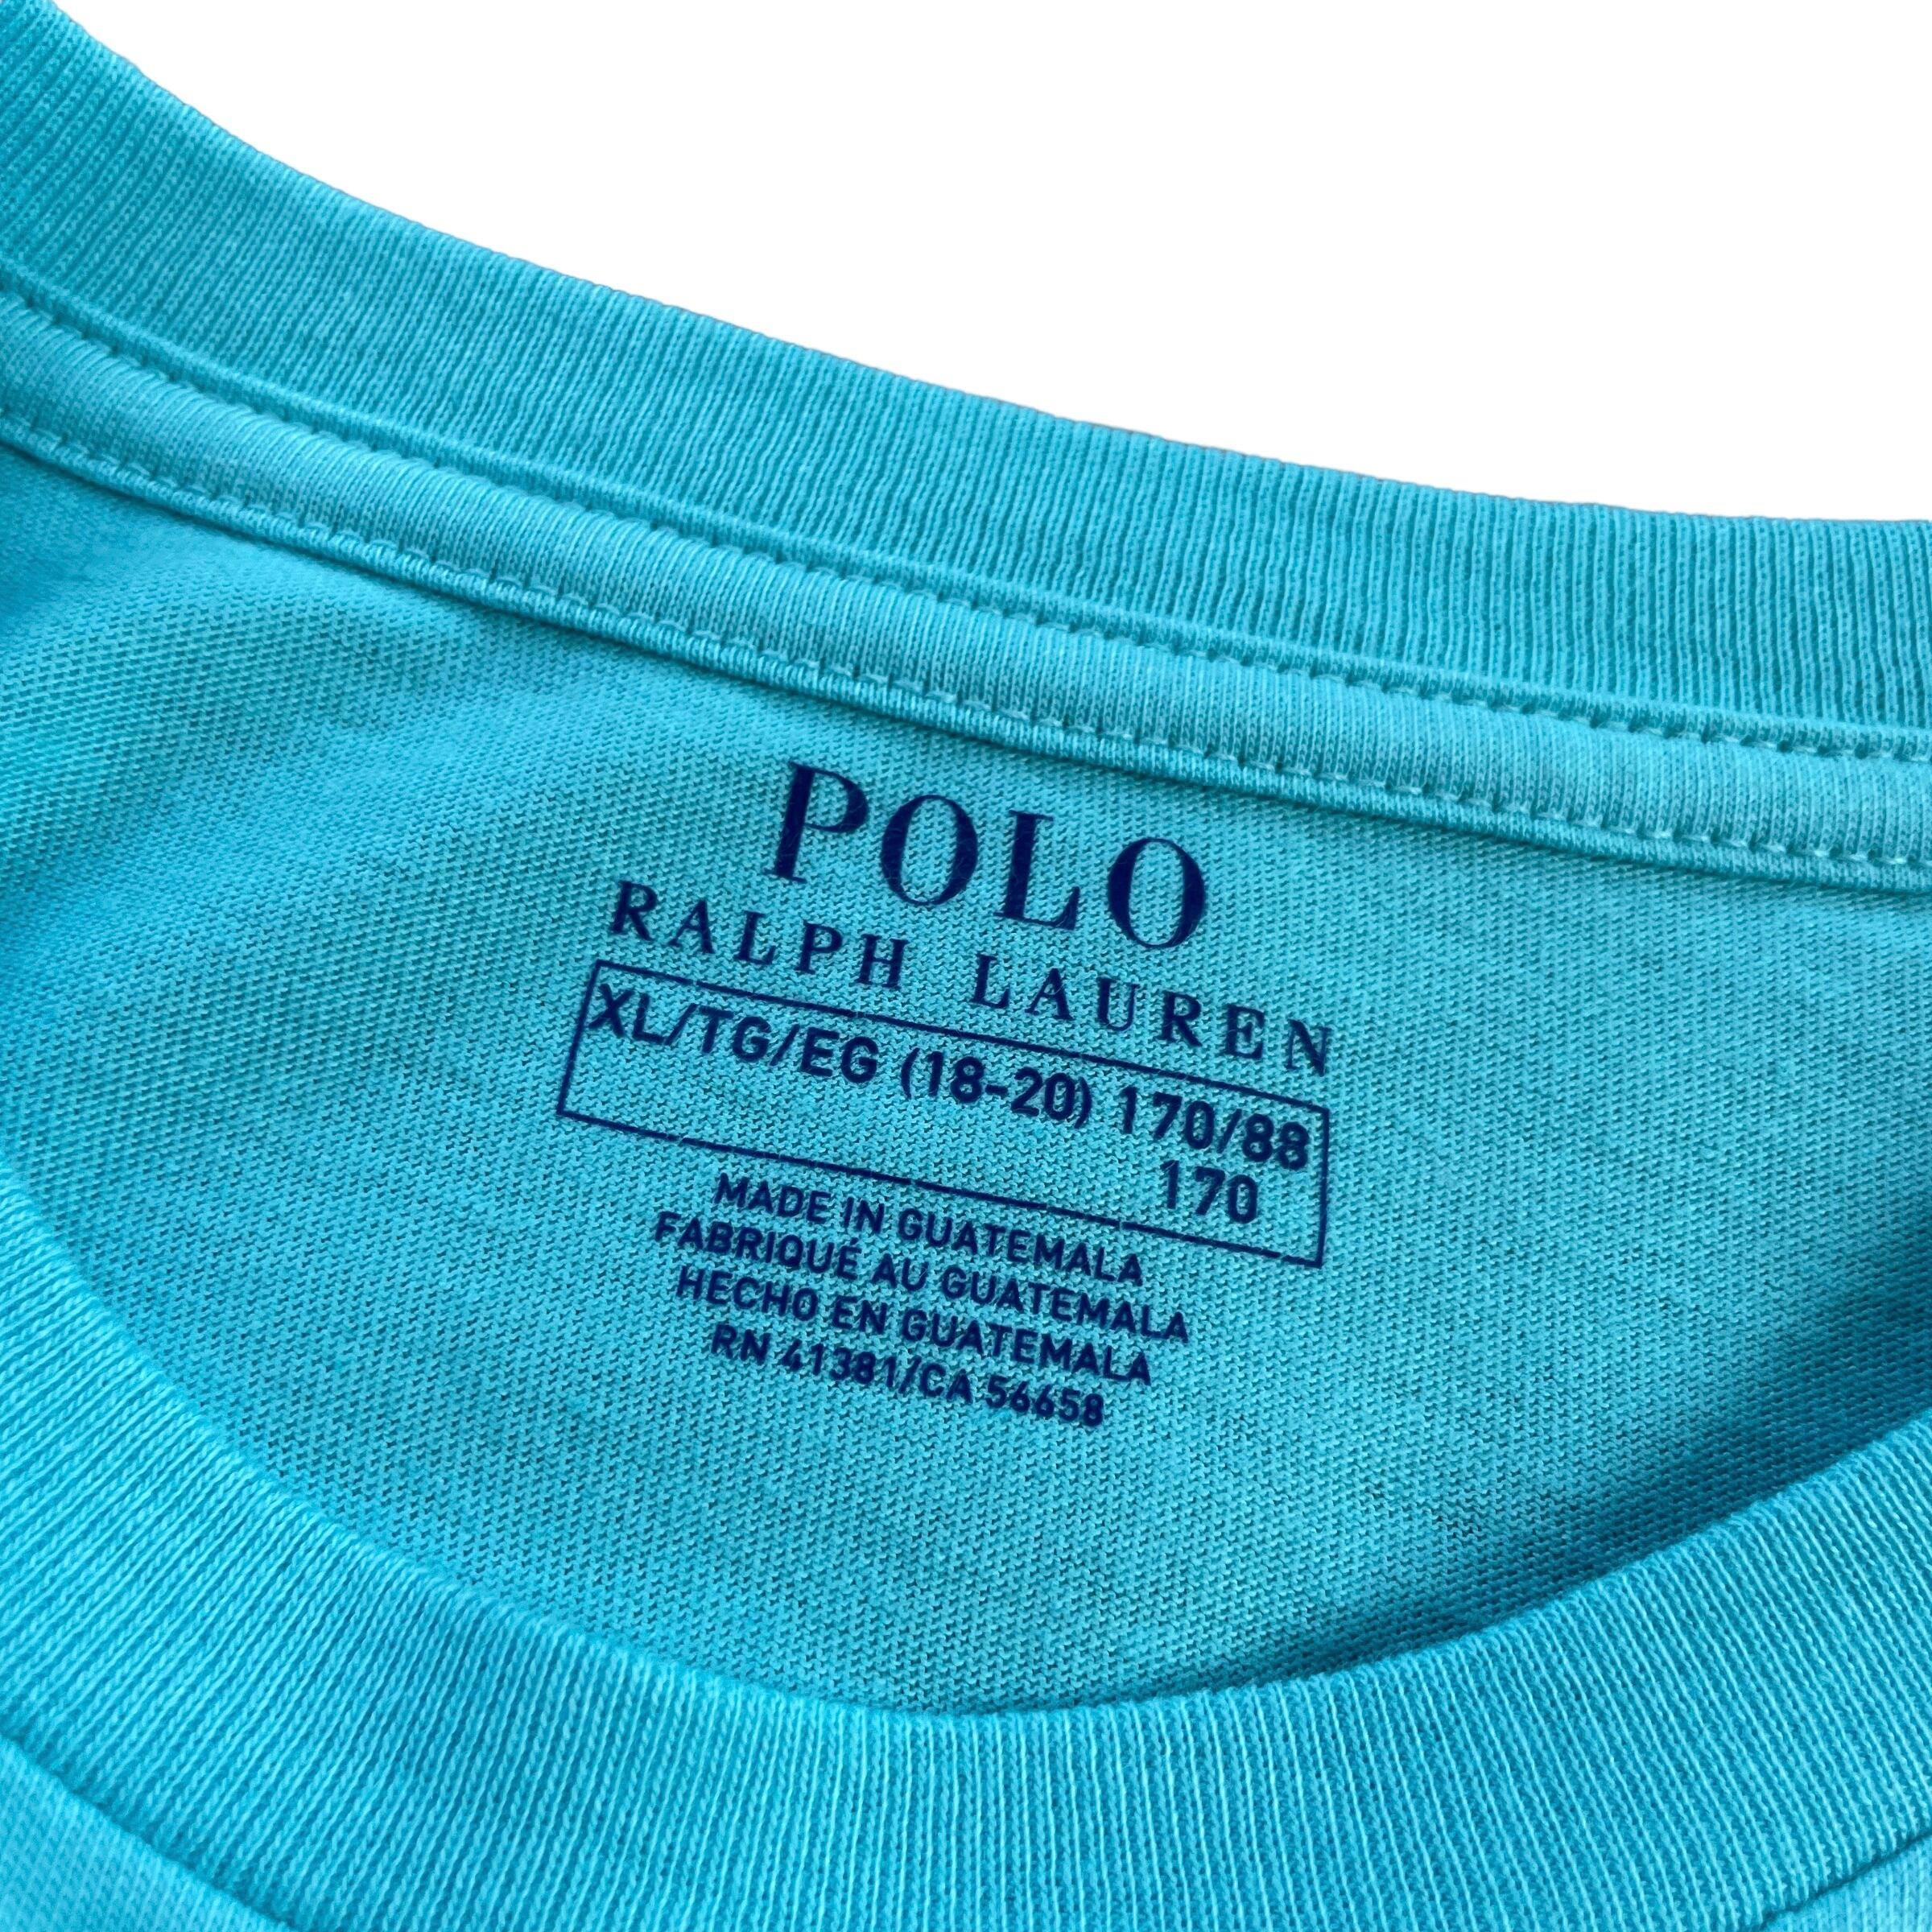 POLO
RALPH LAUREN
XL/TG/EG (18-20) 170/88
170
MADE IN GUATEMALA
FABRIQUÉ AU GUATEMALA
HECHO EN GUATEMALA
RN 41381/CA 56658